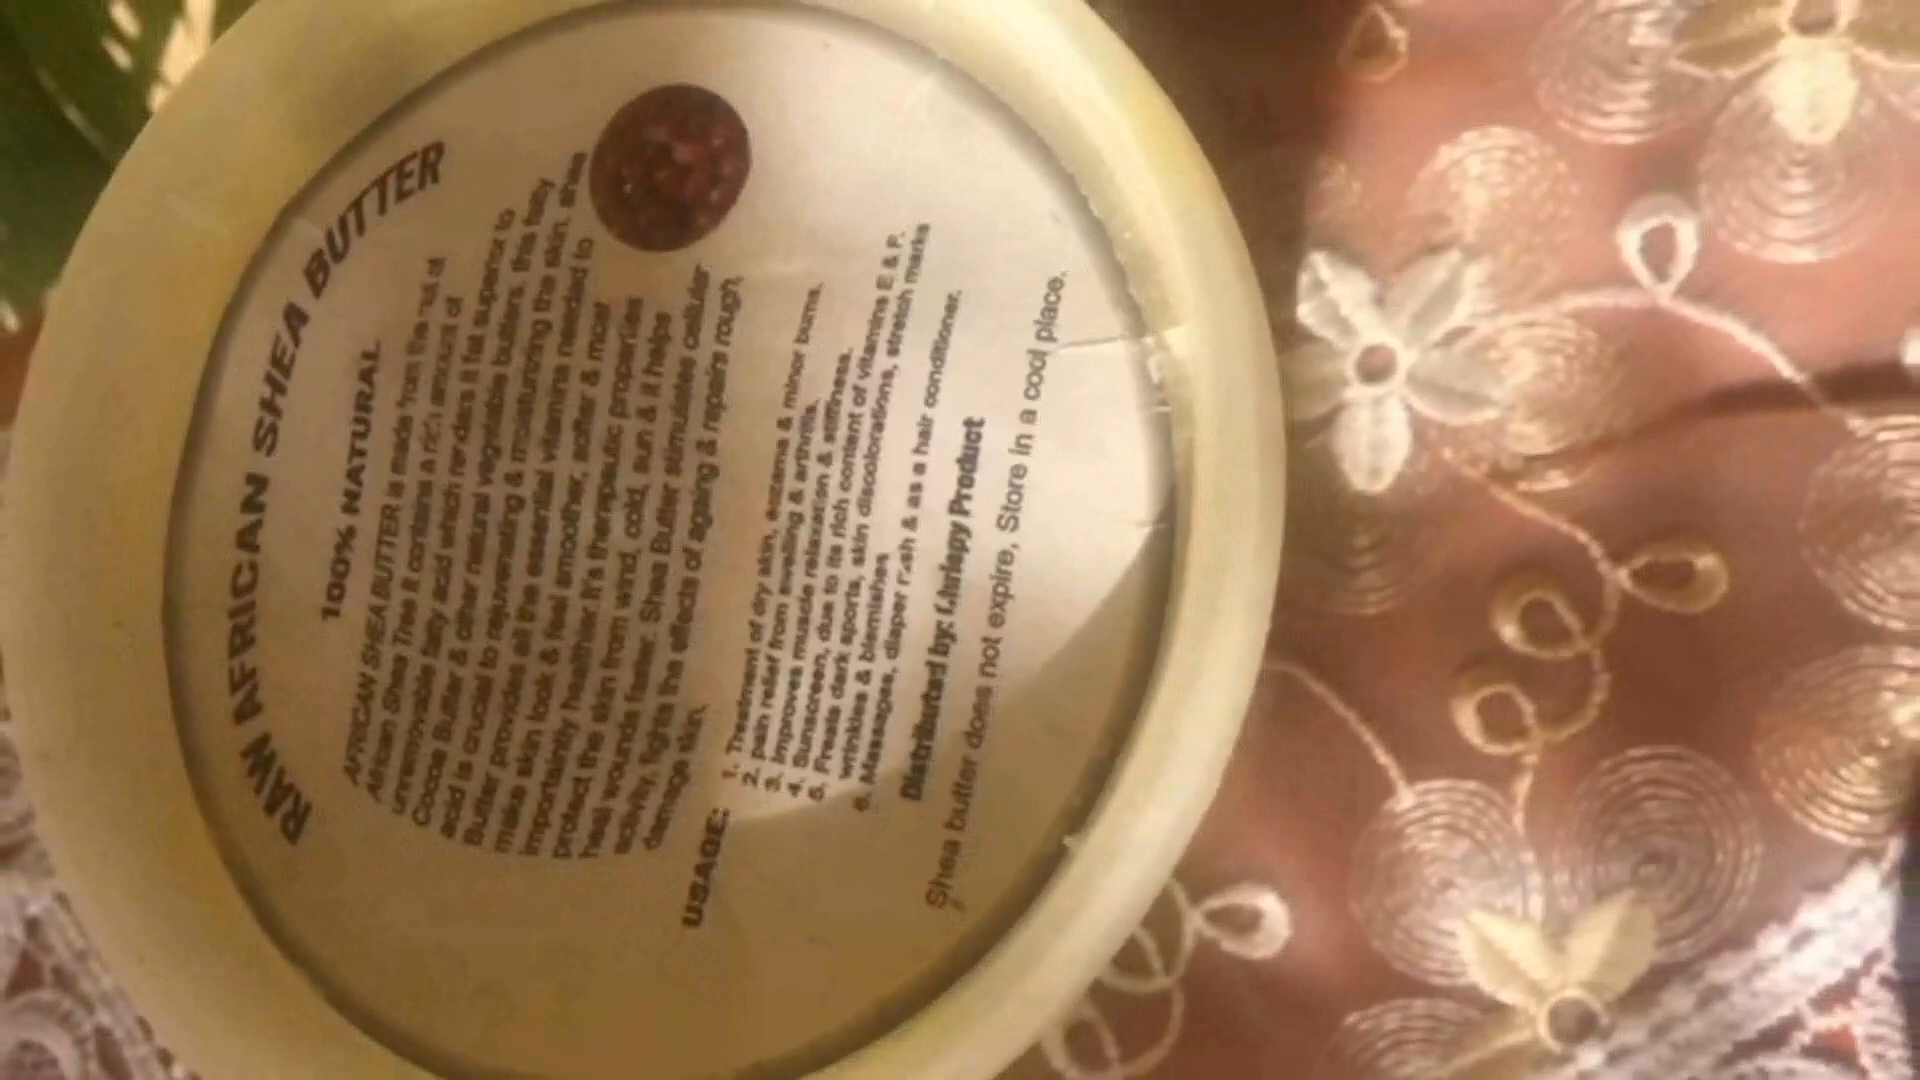 RAW AFRICAN SHEA BUTTER
100% NATURAL
AFRICAN SHEA BUTTER is made from the nut of
African Shea Tree it contains a rich amount of
unremovable fatty acid which renders it fat superior to
Cocoa Butter & other natural vegetable butters. this fatty
acid is crucial to rejuvenating & moisturizing the skin. shea
Butter provides all the essential vitamins needed to
make skin look & feel smoother, softer & most
importaintly healthier. It's therapeutic properties
protect the skin from wind, cold, sun & it helps
heal wounds faster. Shea Butter stimulates cellular
activity, fights the effects of ageing & repairs rough,
damage skin.
USAGE: 1. Treatment of dry skin, eczema & minor burns.
2. pain relief from swelling & arthritis.
3. Improves muscle relaxation & stiffness.
4. Sunscreen, due to its rich content of vitamins E & F.
5. Freals dark sports, skin discolorations, stretch marks
wrinkles & blemishes
6. Massages, diaper rash & as a hair conditioner.
Distributed by: Chrispy Product
Shea butter does not expire, Store in a cool place.